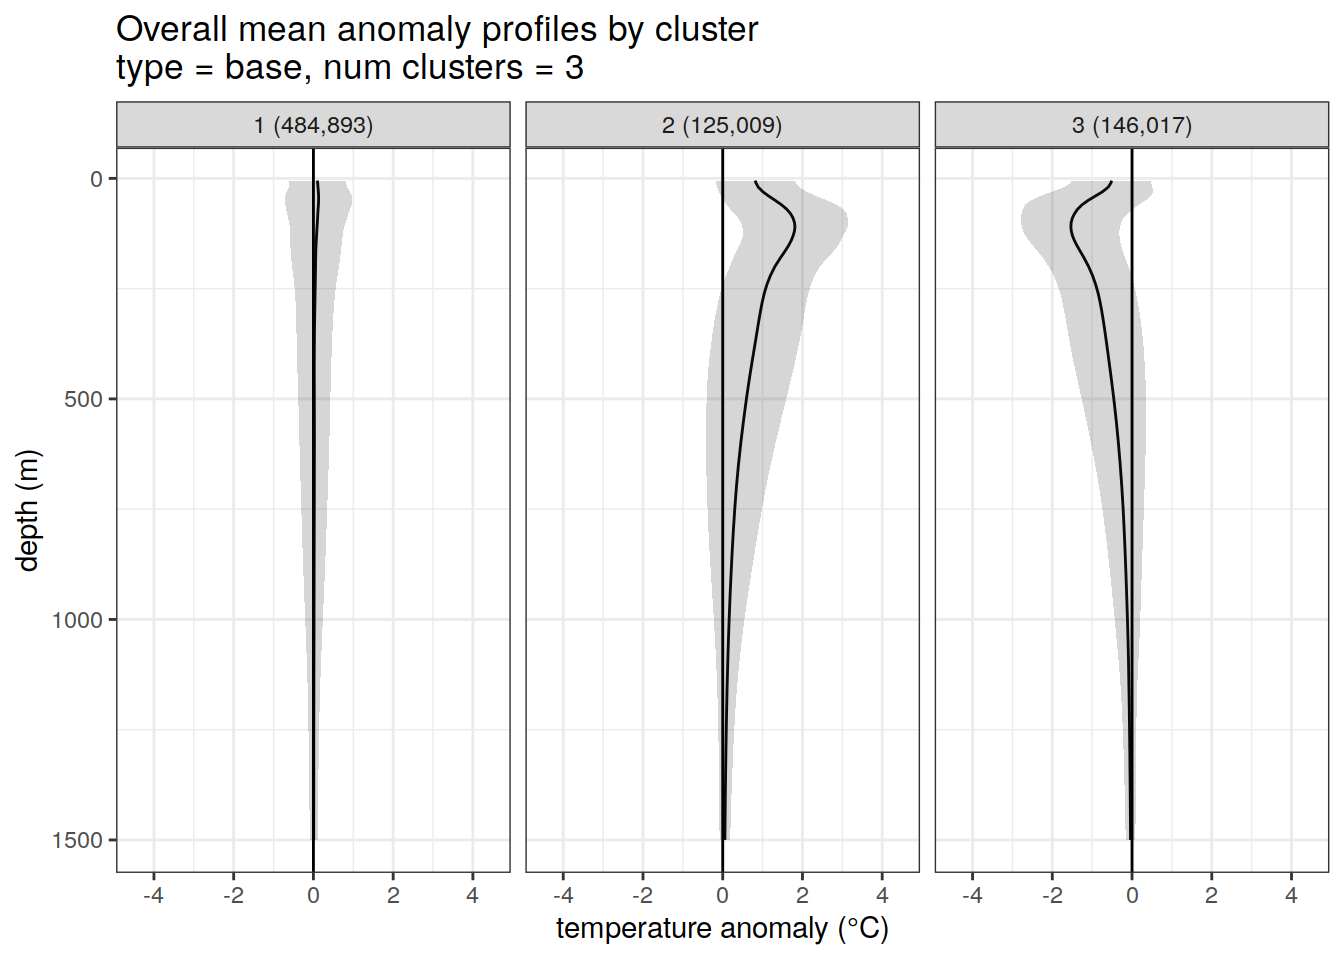 Overall mean anomaly profiles by cluster
type = base, num clusters = 3
1 (484,893)
2 (125,009)
3 (146,017)
0
500
1000
1500
depth (m)
-4 -2 0 2 4
-4 -2 0 2 4
-4 -2 0 2 4
temperature anomaly (°C)